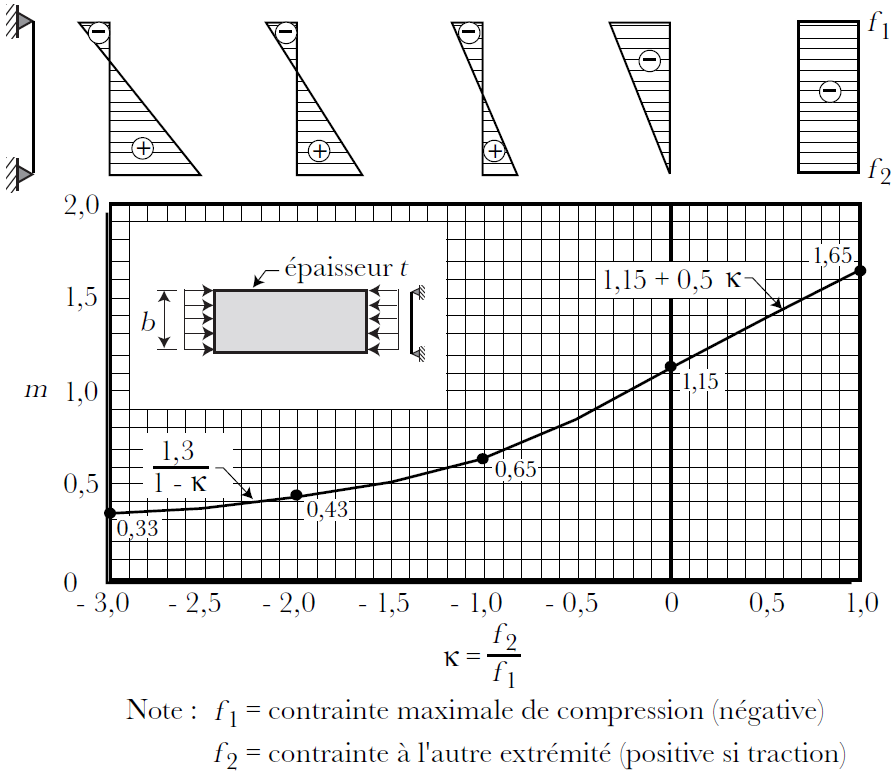 f1
f2
2,0
1,5
1,0
0,5
0
m
épaisseur t
b
1,15 + 0,5 κ
1,65
1,15
1,3
1 - κ
0,65
0,43
0,33
- 3,0 - 2,5 - 2,0 - 1,5 - 1,0 - 0,5 0 0,5 1,0
κ = f2
f1
Note : f1 = contrainte maximale de compression (négative)
f2 = contrainte à l'autre extrémité (positive si traction)